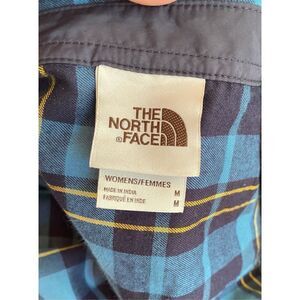 THE
NORTH
®FACE
WOMENS/FEMMES
MADE IN INDIA M
FABRIQUÉ EN INDE M